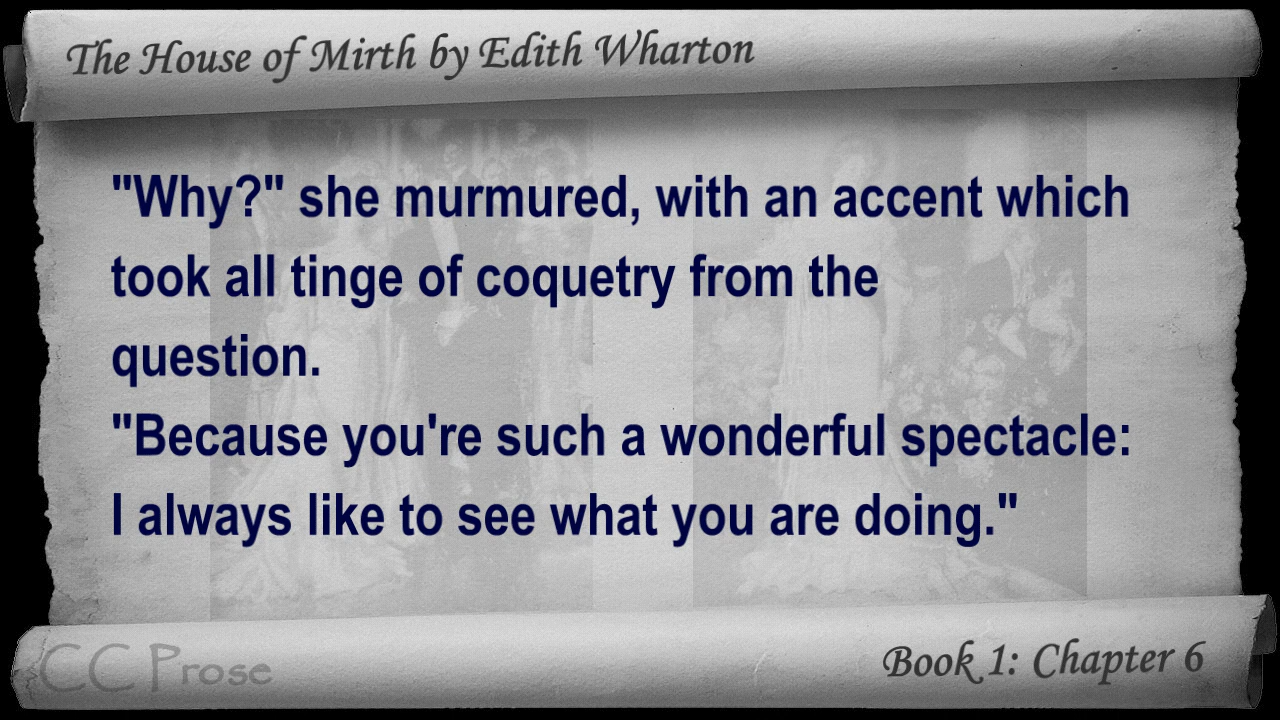 The House of Mirth by Edith Wharton
"Why?" she murmured, with an accent which
took all tinge of coquetry from the
question.
"Because you're such a wonderful spectacle:
I always like to see what you are doing."
CC Prose
Book 1: Chapter 6